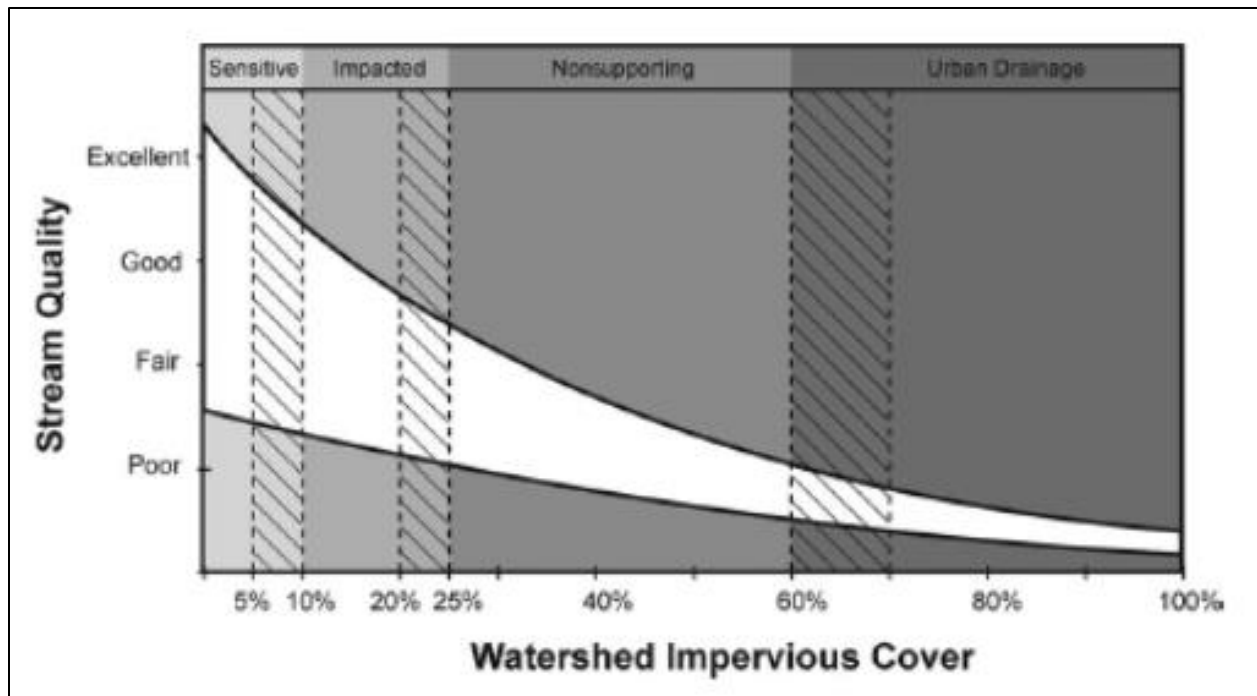 Sensitive Impacted Nonsupporting Urban Drainage
Excellent
Good
Fair
Poor
Stream Quality
5% 10% 20% 25% 40% 60% 80% 100%
Watershed Impervious Cover